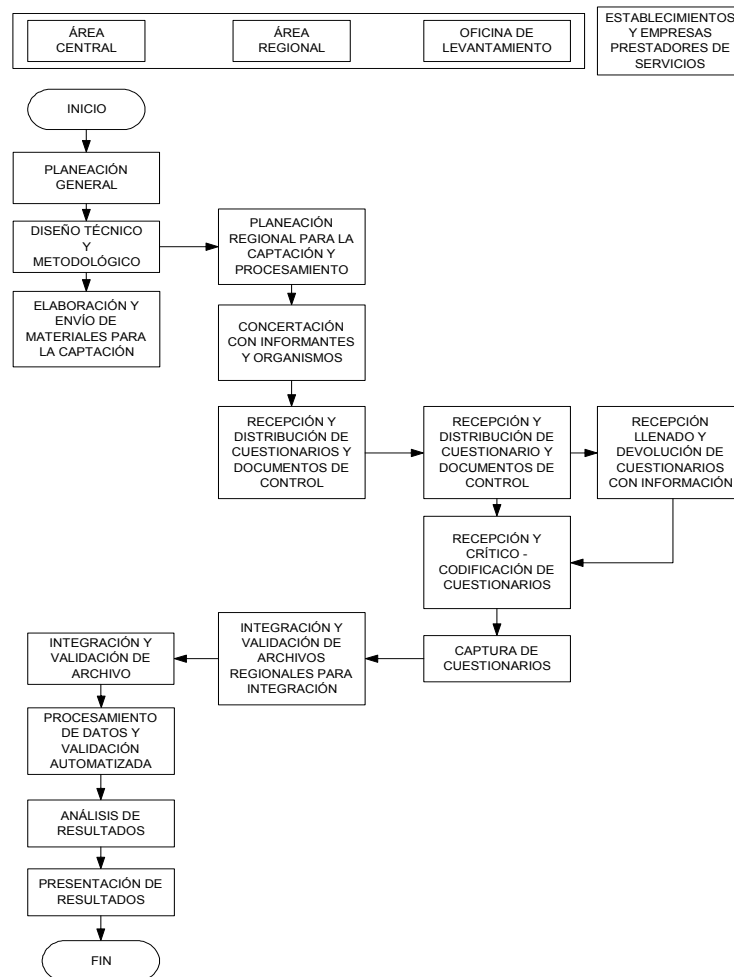 ÁREA
CENTRAL
ÁREA
REGIONAL
OFICINA DE
LEVANTAMIENTO
ESTABLECIMIENTOS
Y EMPRESAS
PRESTADORES DE
SERVICIOS
INICIO
PLANEACIÓN
GENERAL
DISEÑO TÉCNICO
Y
METODOLÓGICO
PLANEACIÓN
REGIONAL PARA LA
CAPTACIÓN Y
PROCESAMIENTO
ELABORACIÓN Y
ENVÍO DE
MATERIALES PARA
LA CAPTACIÓN
CONCERTACIÓN
CON INFORMANTES
Y ORGANISMOS
RECEPCIÓN Y
DISTRIBUCIÓN DE
CUESTIONARIOS Y
DOCUMENTOS DE
CONTROL
RECEPCIÓN Y
DISTRIBUCIÓN DE
CUESTIONARIO Y
DOCUMENTOS DE
CONTROL
RECEPCIÓN
LLENADO Y
DEVOLUCIÓN DE
CUESTIONARIOS
CON INFORMACIÓN
RECEPCIÓN Y
CRÍTICO -
CODIFICACIÓN DE
CUESTIONARIOS
CAPTURA DE
CUESTIONARIOS
INTEGRACIÓN Y
VALIDACIÓN DE
ARCHIVOS
REGIONALES PARA
INTEGRACIÓN
INTEGRACIÓN Y
VALIDACIÓN DE
ARCHIVO
PROCESAMIENTO
DE DATOS Y
VALIDACIÓN
AUTOMATIZADA
ANÁLISIS DE
RESULTADOS
PRESENTACIÓN DE
RESULTADOS
FIN